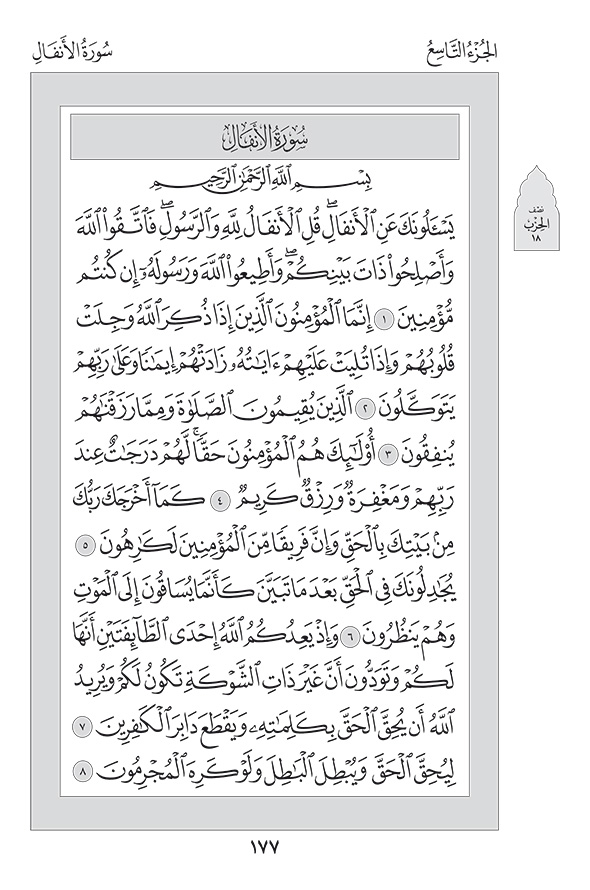 الجُزْءُ التَّاسِعُ
سُورَةُ الأَنفَالِ
سُورَةُ الأَنفَالِ
بِسْمِ ٱللَّهِ ٱلرَّحْمَٰنِ ٱلرَّحِيمِ
يَسْـَٔلُونَكَ عَنِ ٱلْأَنفَالِۖ قُلِ ٱلْأَنفَالُ لِلَّهِ وَٱلرَّسُولِۖ فَٱتَّقُوا۟ ٱللَّهَ
وَأَصْلِحُوا۟ ذَاتَ بَيْنِكُمْۖ وَأَطِيعُوا۟ ٱللَّهَ وَرَسُولَهُۥٓ إِن كُنتُم
مُّؤْمِنِينَ ١ إِنَّمَا ٱلْمُؤْمِنُونَ ٱلَّذِينَ إِذَا ذُكِرَ ٱللَّهُ وَجِلَتْ
قُلُوبُهُمْ وَإِذَا تُلِيَتْ عَلَيْهِمْ ءَايَٰتُهُۥ زَادَتْهُمْ إِيمَٰنًا وَعَلَىٰ رَبِّهِمْ
يَتَوَكَّلُونَ ٢ ٱلَّذِينَ يُقِيمُونَ ٱلصَّلَوٰةَ وَمِمَّا رَزَقْنَٰهُمْ
يُنفِقُونَ ٣ أُو۟لَٰٓئِكَ هُمُ ٱلْمُؤْمِنُونَ حَقًّاۚ لَّهُمْ دَرَجَٰتٌ عِندَ
رَبِّهِمْ وَمَغْفِرَةٌ وَرِزْقٌ كَرِيمٌ ٤ كَمَآ أَخْرَجَكَ رَبُّكَ
مِنۢ بَيْتِكَ بِٱلْحَقِّ وَإِنَّ فَرِيقًا مِّنَ ٱلْمُؤْمِنِينَ لَكَٰرِهُونَ ٥
يُجَٰدِلُونَكَ فِى ٱلْحَقِّ بَعْدَ مَا تَبَيَّنَ كَأَنَّمَا يُسَاقُونَ إِلَى ٱلْمَوْتِ
وَهُمْ يَنظُرُونَ ٦ وَإِذْ يَعِدُكُمُ ٱللَّهُ إِحْدَى ٱلطَّآئِفَتَيْنِ أَنَّهَا
لَكُمْ وَتَوَدُّونَ أَنَّ غَيْرَ ذَاتِ ٱلشَّوْكَةِ تَكُونُ لَكُمْ وَيُرِيدُ
ٱللَّهُ أَن يُحِقَّ ٱلْحَقَّ بِكَلِمَٰتِهِۦ وَيَقْطَعَ دَابِرَ ٱلْكَٰفِرِينَ ٧
لِيُحِقَّ ٱلْحَقَّ وَيُبْطِلَ ٱلْبَٰطِلَ وَلَوْ كَرِهَ ٱلْمُجْرِمُونَ ٨
نِصْف
الحِزْب
١٨
١٧٧